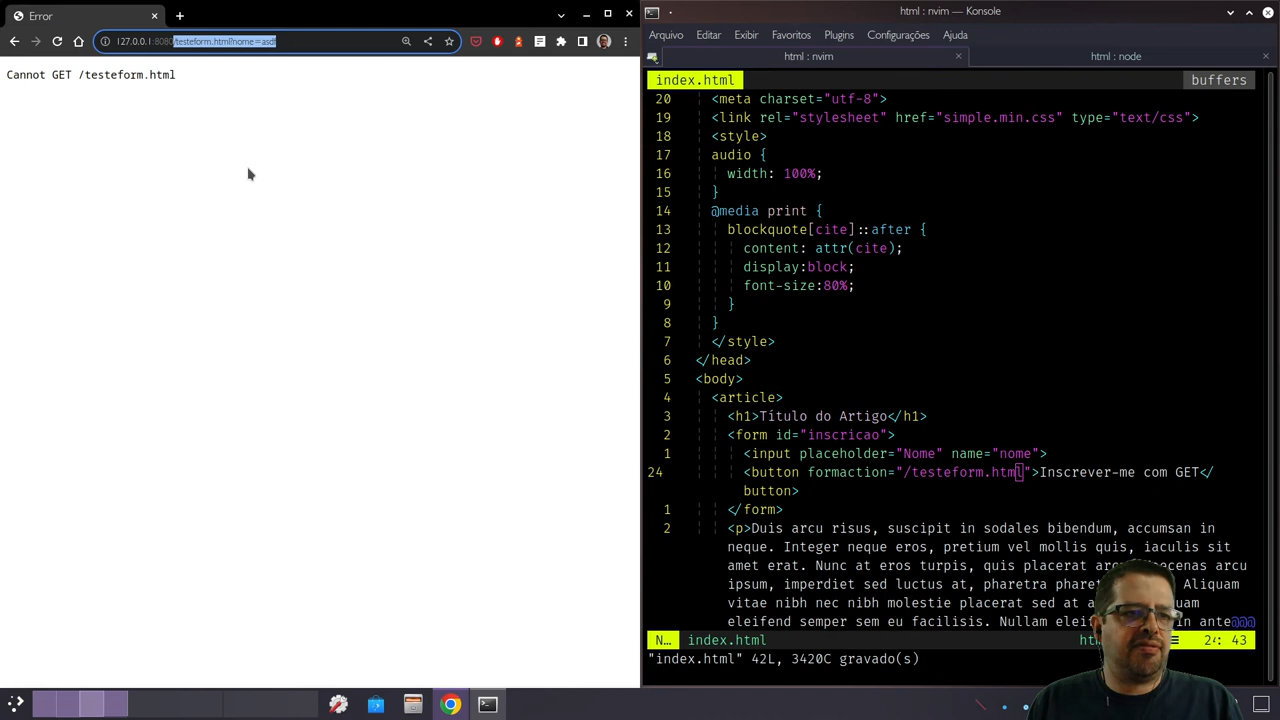 Error
127.0.0.1:8080/testeform.html?nome=asdf
Cannot GET /testeform.html
html : nvim — Konsole
Arquivo Editar Exibir Favoritos Plugins Configurações Ajuda
html : nvim
html : node
index.html buffers
20 <meta charset="utf-8">
19 <link rel="stylesheet" href="simple.min.css" type="text/css">
18 <style>
17 audio {
16 width: 100%;
15 }
14 @media print {
13 blockquote[cite]::after {
12 content: attr(cite);
11 display:block;
10 font-size:80%;
9 }
8 }
7 </style>
6 </head>
5 <body>
4 <article>
3 <h1>Título do Artigo</h1>
2 <form id="inscricao">
1 <input placeholder="Nome" name="nome">
24 <button formaction="/testeform.html">Inscrever-me com GET</
button>
1 </form>
2 <p>Duis arcu risus, suscipit in sodales bibendum, accumsan in
neque. Integer neque eros, pretium vel mollis quis, iaculis sit
amet erat. Nunc at eros turpis, quis placerat
ipsum, imperdiet sed luctus at, pharetra Aliquam
vitae nibh nec nibh molestie placerat sed at
eleifend semper sem eu facilisis. Nullam in ante@@@
N… index.html 24: 43
"index.html" 42L, 3420C gravado(s)